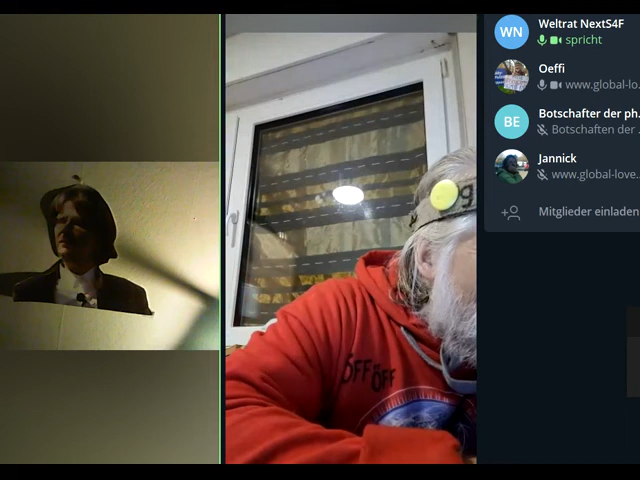 WN
Weltrat NextS4F
spricht
Oeffi
www.global-lo...
BE
Botschafter der ph...
Botschaften der ...
Jannick
www.global-love...
Mitglieder einladen
ÖFFÖFF